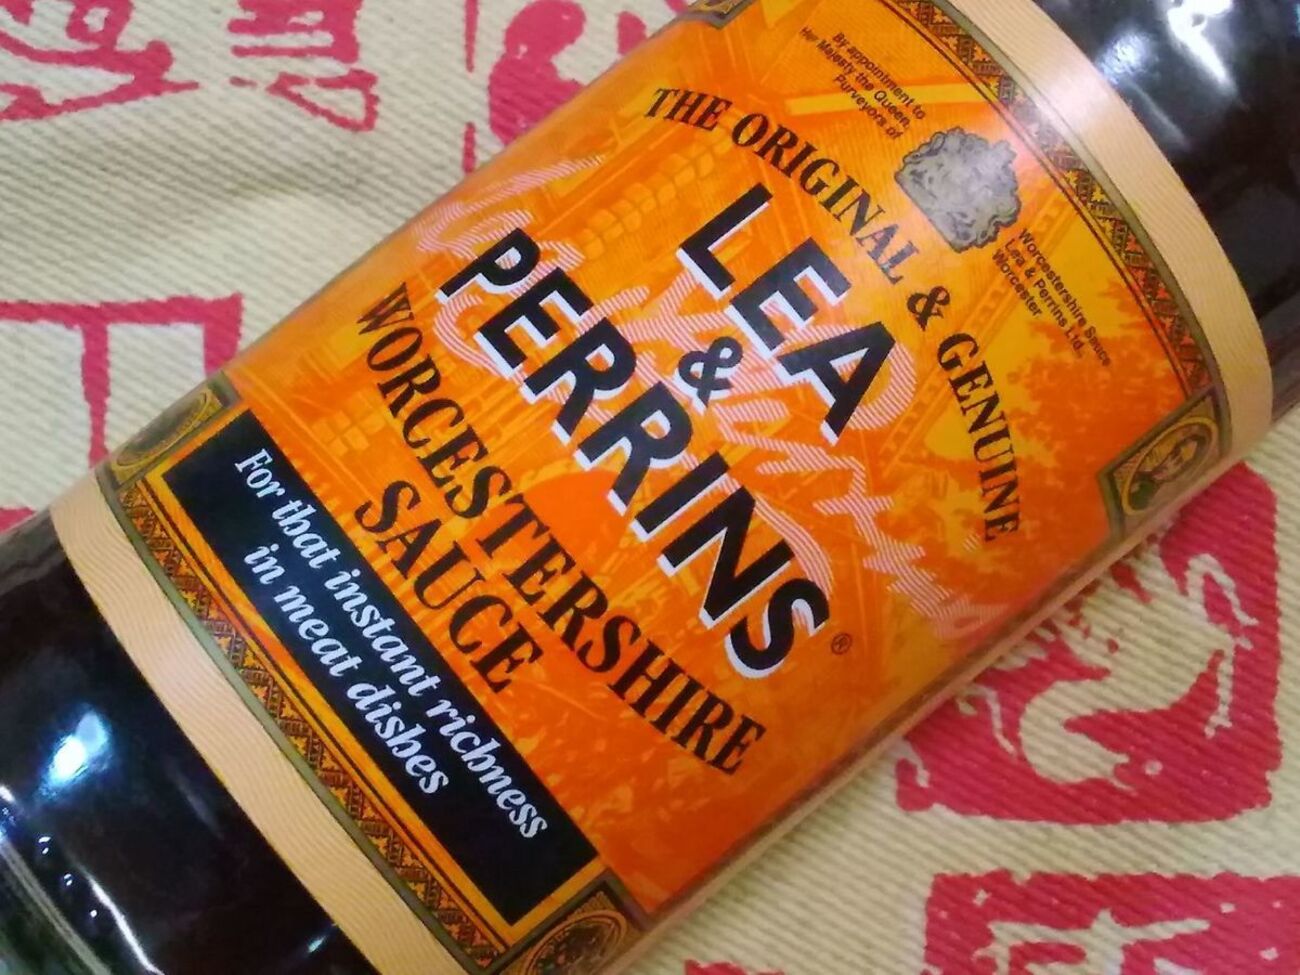 By appointment to
Her Majesty the Queen,
Purveyors of
Worcestershire Sauce
Lea & Perrins Ltd.,
Worcester
THE ORIGINAL & GENUINE
LEA
&
PERRINS®
WORCESTERSHIRE
SAUCE
For that instant richness
in meat dishes